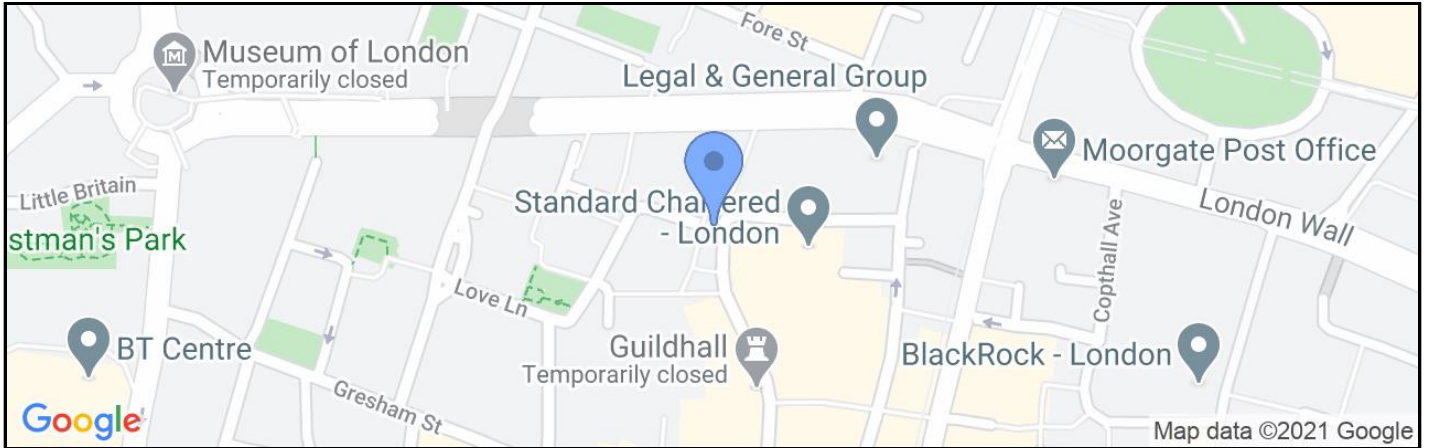 Museum of London
Temporarily closed
Fore St
Legal & General Group
Moorgate Post Office
Little Britain
stman's Park
Standard Chartered
- London
London Wall
Copthall Ave
Love Ln
BT Centre
Guildhall
Temporarily closed
BlackRock - London
Gresham St
Google
Map data ©2021 Google